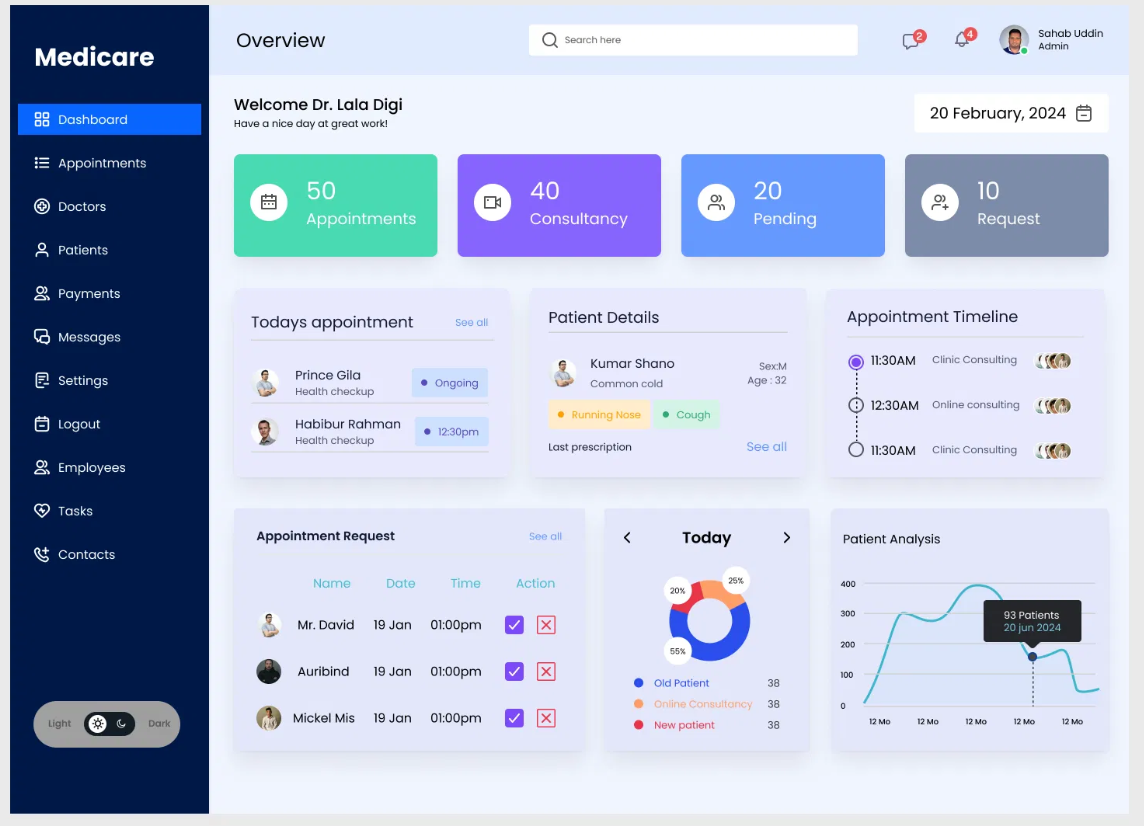 Medicare
Dashboard
Appointments
Doctors
Patients
Payments
Messages
Settings
Logout
Employees
Tasks
Contacts
Light
Dark
Overview
Search here
2
4
Sahab Uddin
Admin
Welcome Dr. Lala Digi
Have a nice day at great work!
20 February, 2024
50
Appointments
40
Consultancy
20
Pending
10
Request
Todays appointment See all
Prince Gila
Health checkup
Ongoing
Habibur Rahman
Health checkup
12:30pm
Patient Details
Kumar Shano
Common cold
Sex:M
Age : 32
Running Nose
Cough
Last prescription See all
Appointment Timeline
11:30AM Clinic Consulting
12:30AM Online consulting
11:30AM Clinic Consulting
Appointment Request See all
Name Date Time Action
Mr. David 19 Jan 01:00pm
Auribind 19 Jan 01:00pm
Mickel Mis 19 Jan 01:00pm
Today
25%
20%
55%
Old Patient 38
Online Consultancy 38
New patient 38
Patient Analysis
400
300
200
100
0
93 Patients
20 jun 2024
12 Mo 12 Mo 12 Mo 12 Mo 12 Mo